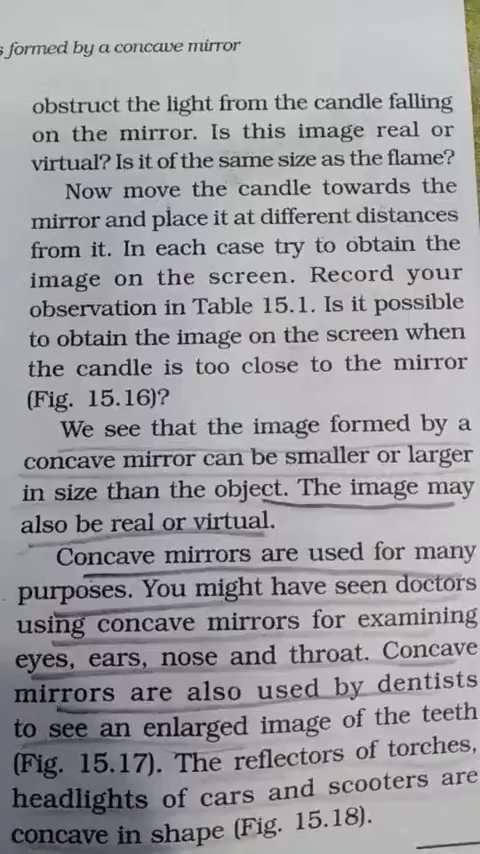 formed by a concave mirror
obstruct the light from the candle falling
on the mirror. Is this image real or
virtual? Is it of the same size as the flame?
Now move the candle towards the
mirror and place it at different distances
from it. In each case try to obtain the
image on the screen. Record your
observation in Table 15.1. Is it possible
to obtain the image on the screen when
the candle is too close to the mirror
(Fig. 15.16)?
We see that the image formed by a
concave mirror can be smaller or larger
in size than the object. The image may
also be real or virtual.
Concave mirrors are used for many
purposes. You might have seen doctors
using concave mirrors for examining
eyes, ears, nose and throat. Concave
mirrors are also used by dentists
to see an enlarged image of the teeth
(Fig. 15.17). The reflectors of torches,
headlights of cars and scooters are
concave in shape (Fig. 15.18).